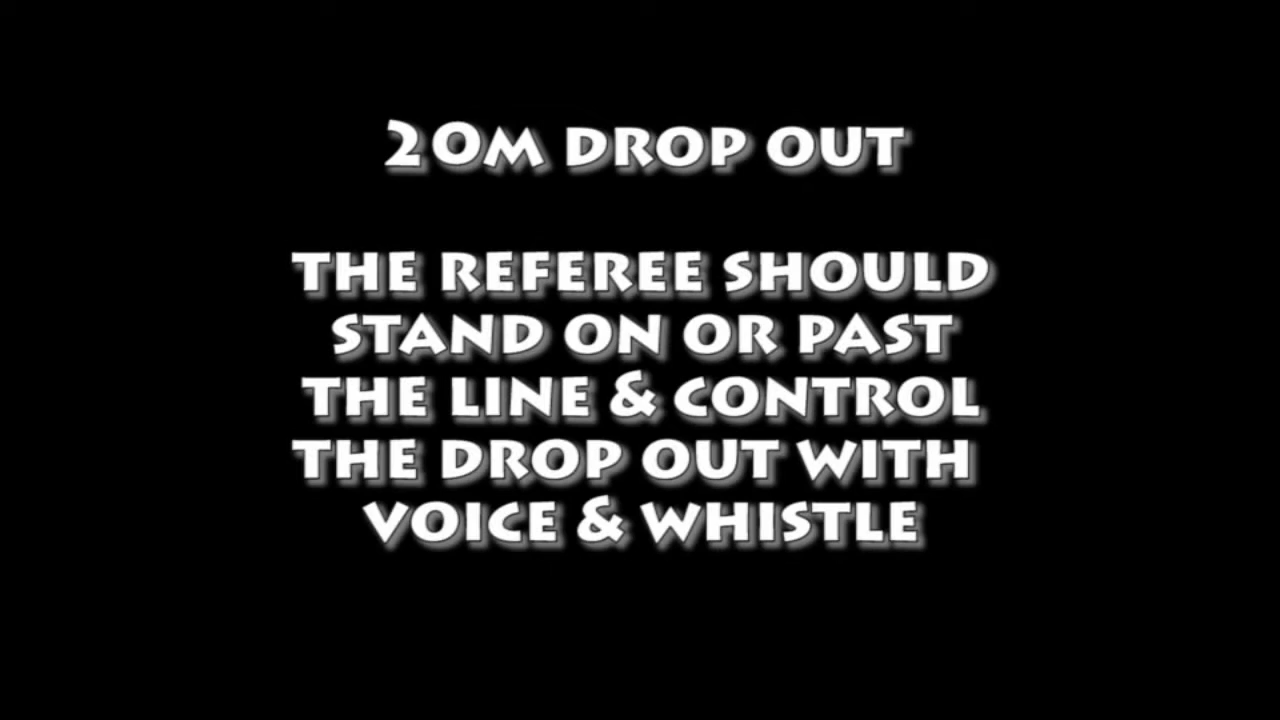 20M DROP OUT
THE REFEREE SHOULD
STAND ON OR PAST
THE LINE & CONTROL
THE DROP OUT WITH
VOICE & WHISTLE